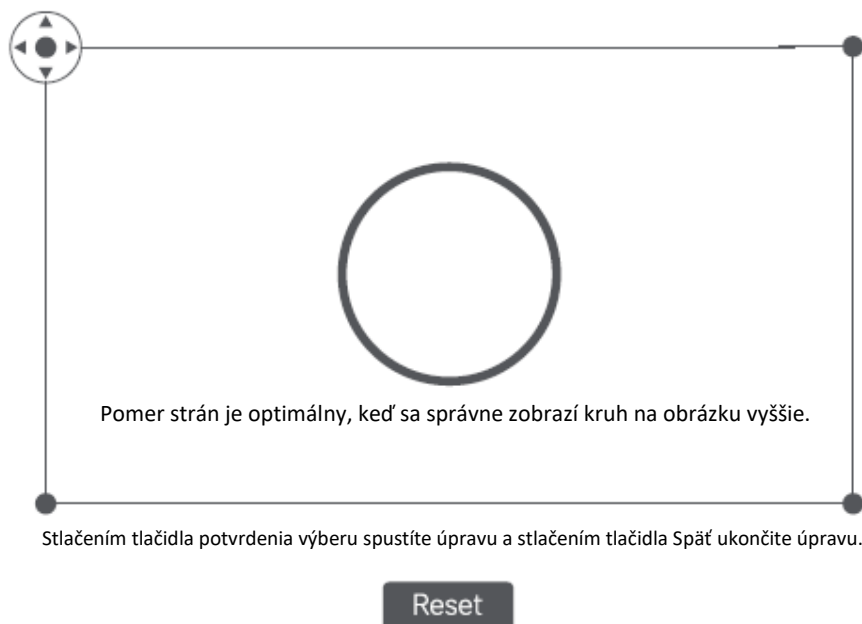 Pomer strán je optimálny, keď sa správne zobrazí kruh na obrázku vyššie.
Stlačením tlačidla potvrdenia výberu spustíte úpravu a stlačením tlačidla Späť ukončite úpravu.
Reset